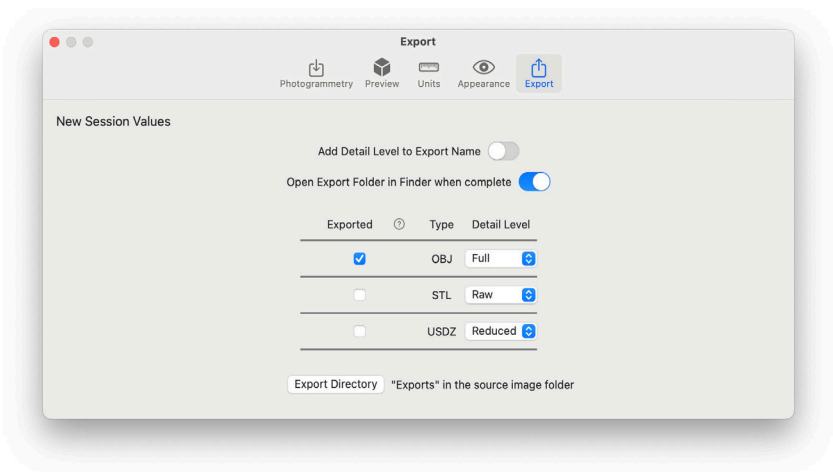 Export
Photogrammetry Preview Units Appearance Export
New Session Values
Add Detail Level to Export Name
Open Export Folder in Finder when complete
Exported ? Type Detail Level
OBJ Full
STL Raw
USDZ Reduced
Export Directory "Exports" in the source image folder